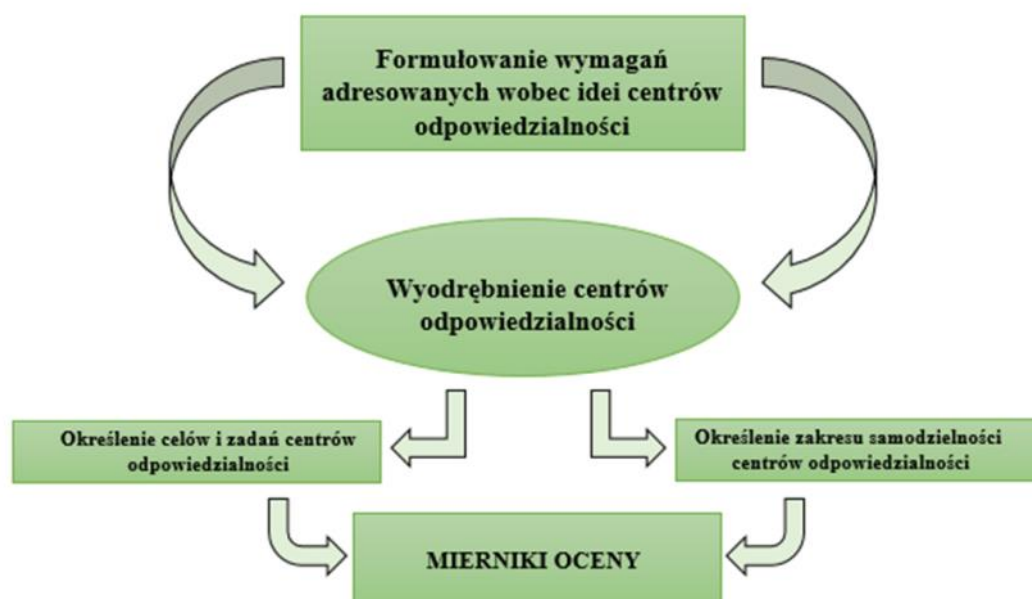 Formułowanie wymagań
adresowanych wobec idei centrów
odpowiedzialności
Wyodrębnienie centrów
odpowiedzialności
Określenie celów i zadań centrów
odpowiedzialności
Określenie zakresu samodzielności
centrów odpowiedzialności
MIERNIKI OCENY